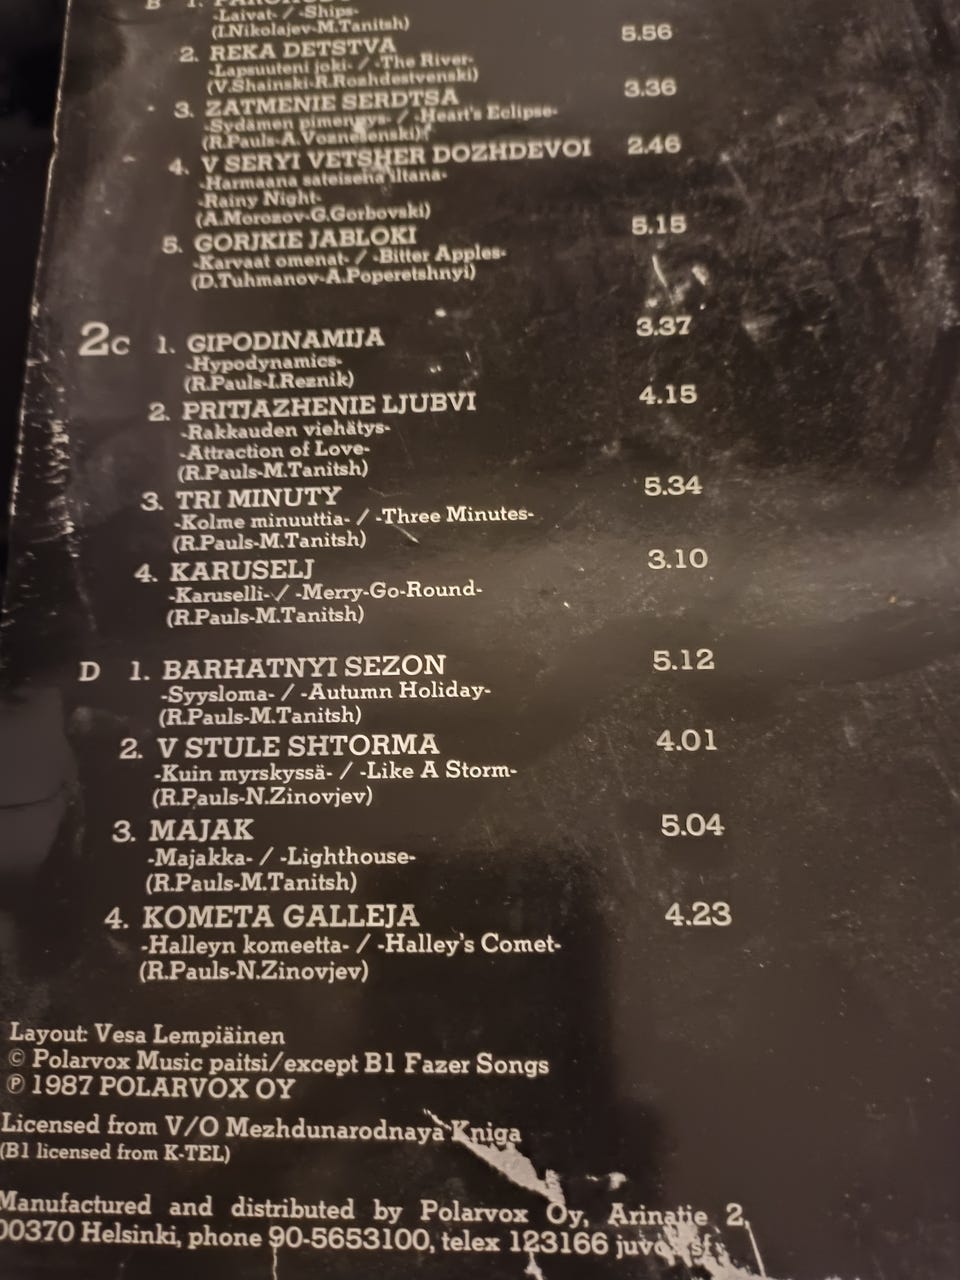 B 1. PAROHODY
-Laivat- / -Ships-
(I.Nikolajev-M.Tanitsh)
2. REKA DETSTVA 5.56
-Lapsuuteni joki- / -The River-
(V.Shainski-R.Rozhdestvenski)
3. ZATMENIE SERDTSA 3.36
-Sydämen pimennys- / -Heart's Eclipse-
(R.Pauls-A.Voznesenski)
4. V SERYI VETSHER DOZHDEVOI 2.46
-Harmaana sateisena iltana-
-Rainy Night-
(A.Morozov-G.Gorbovski)
5. GORJKIE JABLOKI 5.15
-Karvaat omenat- / -Bitter Apples-
(D.Tuhmanov-A.Poperetshnyi)
2C 1. GIPODINAMIJA 3.37
-Hypodynamics-
(R.Pauls-I.Reznik)
2. PRITJAZHENIE LJUBVI 4.15
-Rakkauden viehätys-
-Attraction of Love-
(R.Pauls-M.Tanitsh)
3. TRI MINUTY 5.34
-Kolme minuuttia- / -Three Minutes-
(R.Pauls-M.Tanitsh)
4. KARUSELJ 3.10
-Karuselli- / -Merry-Go-Round-
(R.Pauls-M.Tanitsh)
D 1. BARHATNYI SEZON 5.12
-Syysloma- / -Autumn Holiday-
(R.Pauls-M.Tanitsh)
2. V STULE SHTORMA 4.01
-Kuin myrskyssä- / -Like A Storm-
(R.Pauls-N.Zinovjev)
3. MAJAK 5.04
-Majakka- / -Lighthouse-
(R.Pauls-M.Tanitsh)
4. KOMETA GALLEJA 4.23
-Halleyn komeetta- / -Halley's Comet-
(R.Pauls-N.Zinovjev)
Layout: Vesa Lempiäinen
© Polarvox Music paitsi/except B1 Fazer Songs
℗ 1987 POLARVOX OY
Licensed from V/O Mezhdunarodnaya Kniga
(B1 licensed from K-TEL)
Manufactured and distributed by Polarvox Oy, Arinatie 2,
00370 Helsinki, phone 90-5653100, telex 123166